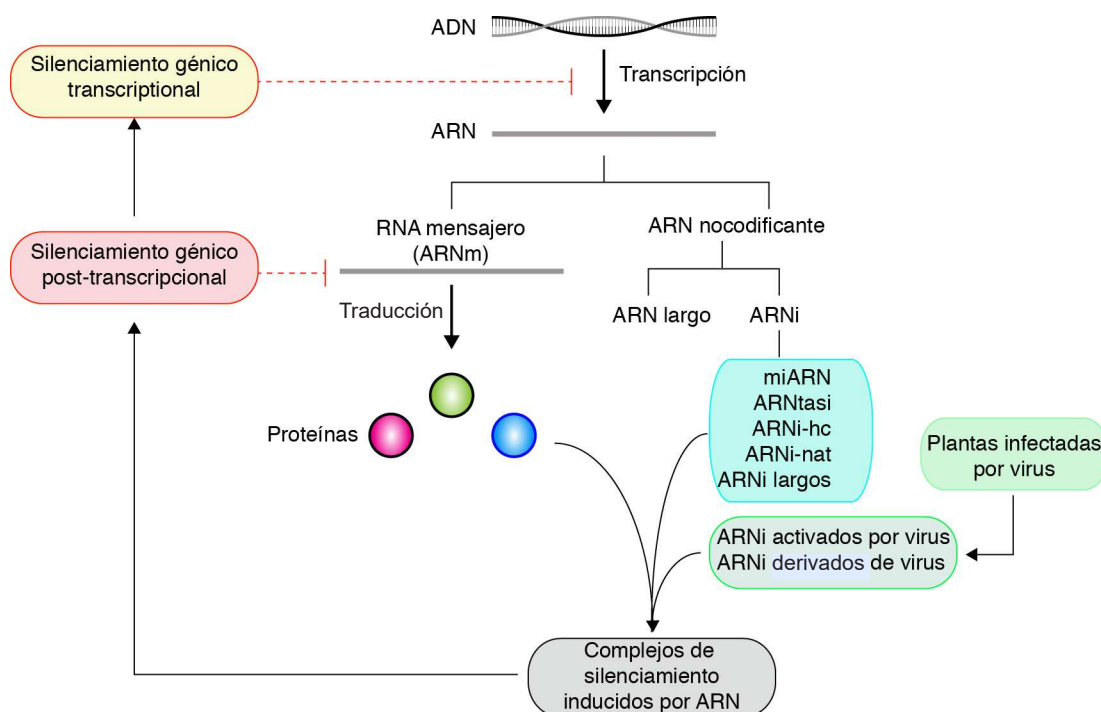 ADN
Silenciamiento génico
transcriptional
Transcripción
ARN
RNA mensajero
(ARNm)
ARN nocodificante
Silenciamiento génico
post-transcripcional
Traducción
ARN largo
ARNi
miARN
ARNtasi
ARNi-hc
ARNi-nat
ARNi largos
Proteínas
Plantas infectadas
por virus
ARNi activados por virus
ARNi derivados de virus
Complejos de
silenciamiento
inducidos por ARN